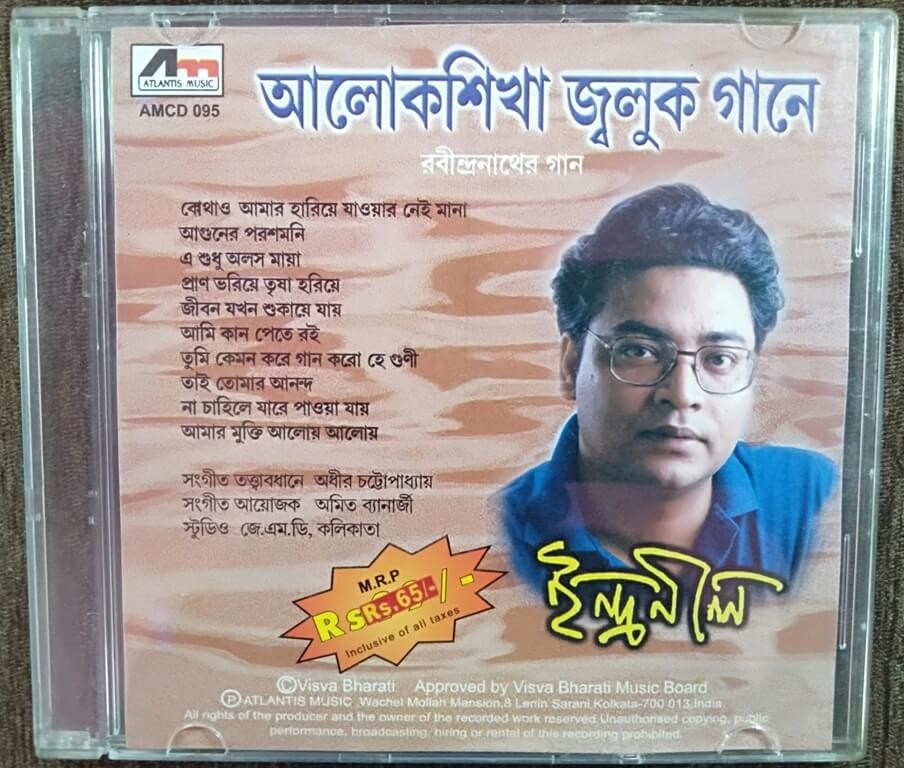 Am
ATLANTIS MUSIC
AMCD 095
আলোকশিখা জ্বলুক গানে
রবীন্দ্রনাথের গান
কোথাও আমার হারিয়ে যাওয়ার নেই মানা
আগুনের পরশমনি
এ শুধু অলস মায়া
প্রাণ ভরিয়ে তৃষা হরিয়ে
জীবন যখন শুকায়ে যায়
আমি কান পেতে রই
তুমি কেমন করে গান করো হে গুণী
তাই তোমার আনন্দ
না চাহিলে যারে পাওয়া যায়
আমার মুক্তি আলোয় আলোয়
সংগীত তত্ত্বাবধানে অধীর চট্টোপাধ্যায়
সংগীত আয়োজক অমিত ব্যানার্জী
স্টুডিও জে.এম.ডি, কলিকাতা
ইন্দ্রনীল
M.R.P
Rs Rs.65/- /-
Inclusive of all taxes
©Visva Bharati. Approved by Visva Bharati Music Board
Ⓟ ATLANTIS MUSIC ,Wachel Mollah Mansion,8 Lenin Sarani,Kolkata-700 013.India
All rights of the producer and the owner of the recorded work reserved.Unauthorised copying, public
performance, broadcasting, hiring or rental of this recording prohibited.